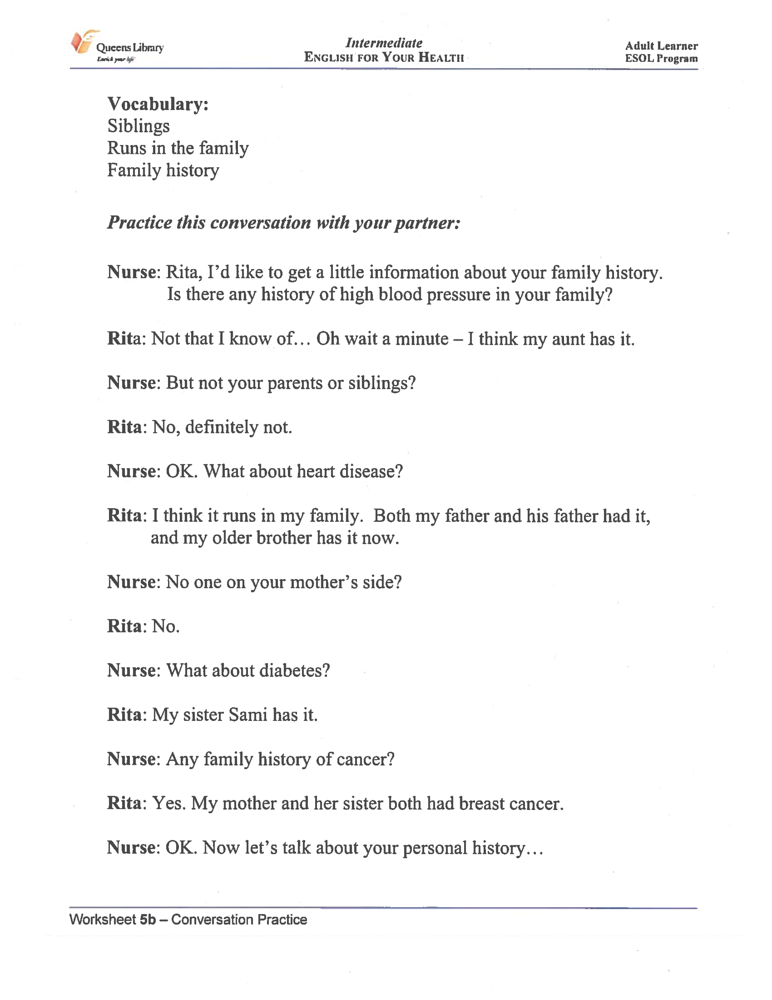 Queens Library
Enrich your life
Intermediate
ENGLISH FOR YOUR HEALTH
Adult Learner
ESOL Program
Vocabulary:
Siblings
Runs in the family
Family history
Practice this conversation with your partner:
Nurse: Rita, I'd like to get a little information about your family history.
Is there any history of high blood pressure in your family?
Rita: Not that I know of... Oh wait a minute – I think my aunt has it.
Nurse: But not your parents or siblings?
Rita: No, definitely not.
Nurse: OK. What about heart disease?
Rita: I think it runs in my family.  Both my father and his father had it,
and my older brother has it now.
Nurse: No one on your mother's side?
Rita: No.
Nurse: What about diabetes?
Rita: My sister Sami has it.
Nurse: Any family history of cancer?
Rita: Yes. My mother and her sister both had breast cancer.
Nurse: OK. Now let's talk about your personal history...
Worksheet 5b – Conversation Practice